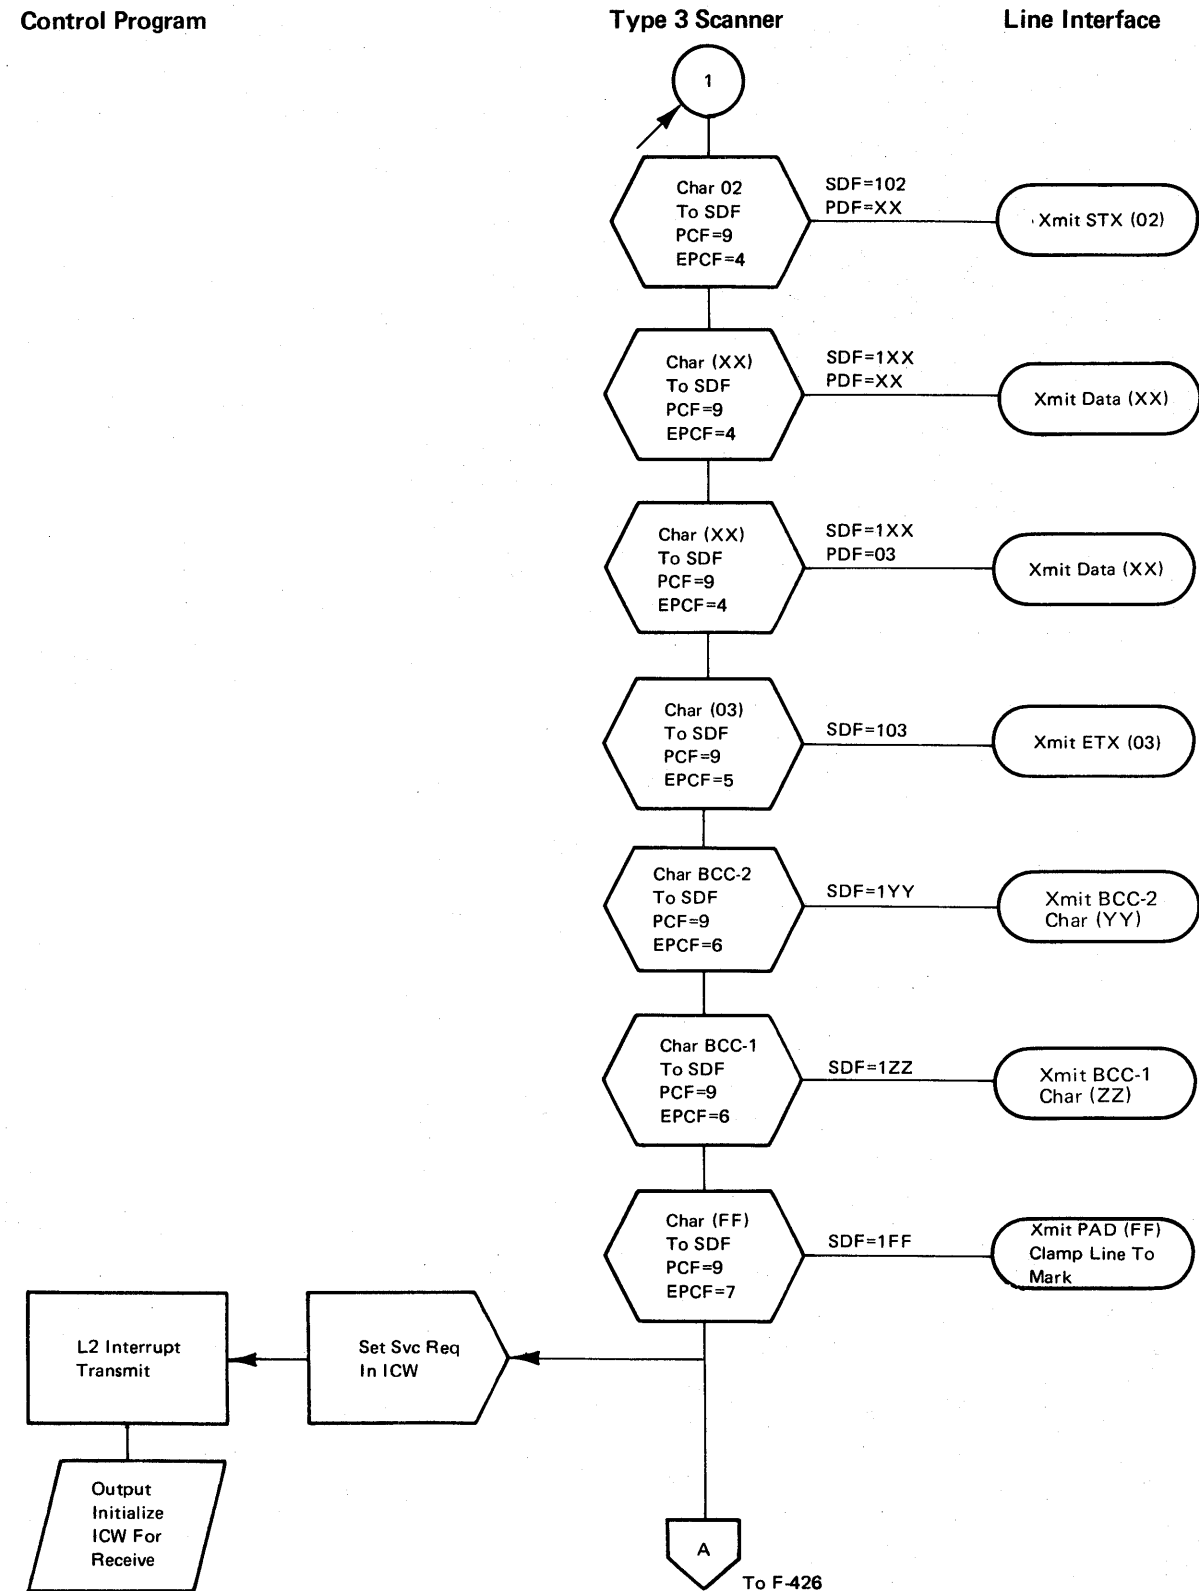 Control Program
Type 3 Scanner
Line Interface
1
Char 02
To SDF
PCF=9
EPCF=4
SDF=102
PDF=XX
Xmit STX (02)
Char (XX)
To SDF
PCF=9
EPCF=4
SDF=1XX
PDF=XX
Xmit Data (XX)
Char (XX)
To SDF
PCF=9
EPCF=4
SDF=1XX
PDF=03
Xmit Data (XX)
Char (03)
To SDF
PCF=9
EPCF=5
SDF=103
Xmit ETX (03)
Char BCC-2
To SDF
PCF=9
EPCF=6
SDF=1YY
Xmit BCC-2
Char (YY)
Char BCC-1
To SDF
PCF=9
EPCF=6
SDF=1ZZ
Xmit BCC-1
Char (ZZ)
Char (FF)
To SDF
PCF=9
EPCF=7
SDF=1FF
Xmit PAD (FF)
Clamp Line To
Mark
L2 Interrupt
Transmit
Set Svc Req
In ICW
Output
Initialize
ICW For
Receive
A
To F-426